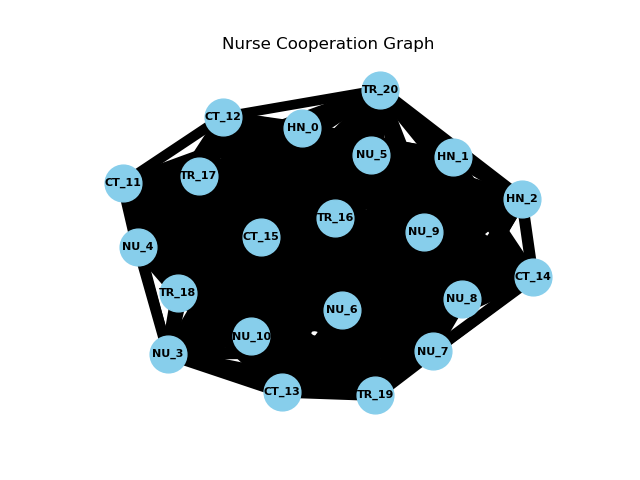 Nurse Cooperation Graph
TR_20
CT_12
HN_0
NU_5
HN_1
TR_17
CT_11
HN_2
TR_16
NU_9
CT_15
NU_4
CT_14
TR_18
NU_8
NU_6
NU_10
NU_7
NU_3
CT_13
TR_19